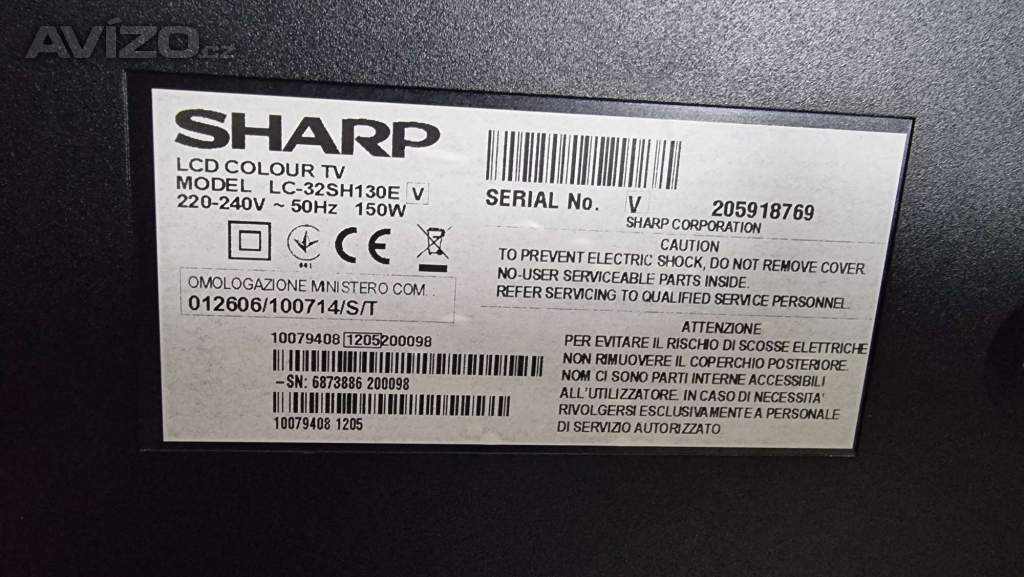 AVÍZO.cz
SHARP
LCD COLOUR TV
MODEL LC-32SH130E V
220-240V ~ 50Hz 150W
CE
OMOLOGAZIONE MINISTERO COM. .
012606/100714/S/T
10079408 1205 200098
-SN: 6873886 200098
10079408 1205
SERIAL No. V 205918769
SHARP CORPORATION
CAUTION
TO PREVENT ELECTRIC SHOCK, DO NOT REMOVE COVER.
NO-USER SERVICEABLE PARTS INSIDE.
REFER SERVICING TO QUALIFIED SERVICE PERSONNEL.
ATTENZIONE
PER EVITARE IL RISCHIO DI SCOSSE ELETTRICHE
NON RIMUOVERE IL COPERCHIO POSTERIORE.
NOM CI SONO PARTI INTERNE ACCESSIBILI
ALL'UTILIZZATORE. IN CASO DI NECESSITA'
RIVOLGERSI ESCLUSIVAMENTE A PERSONALE
DI SERVIZIO AUTORIZZATO.